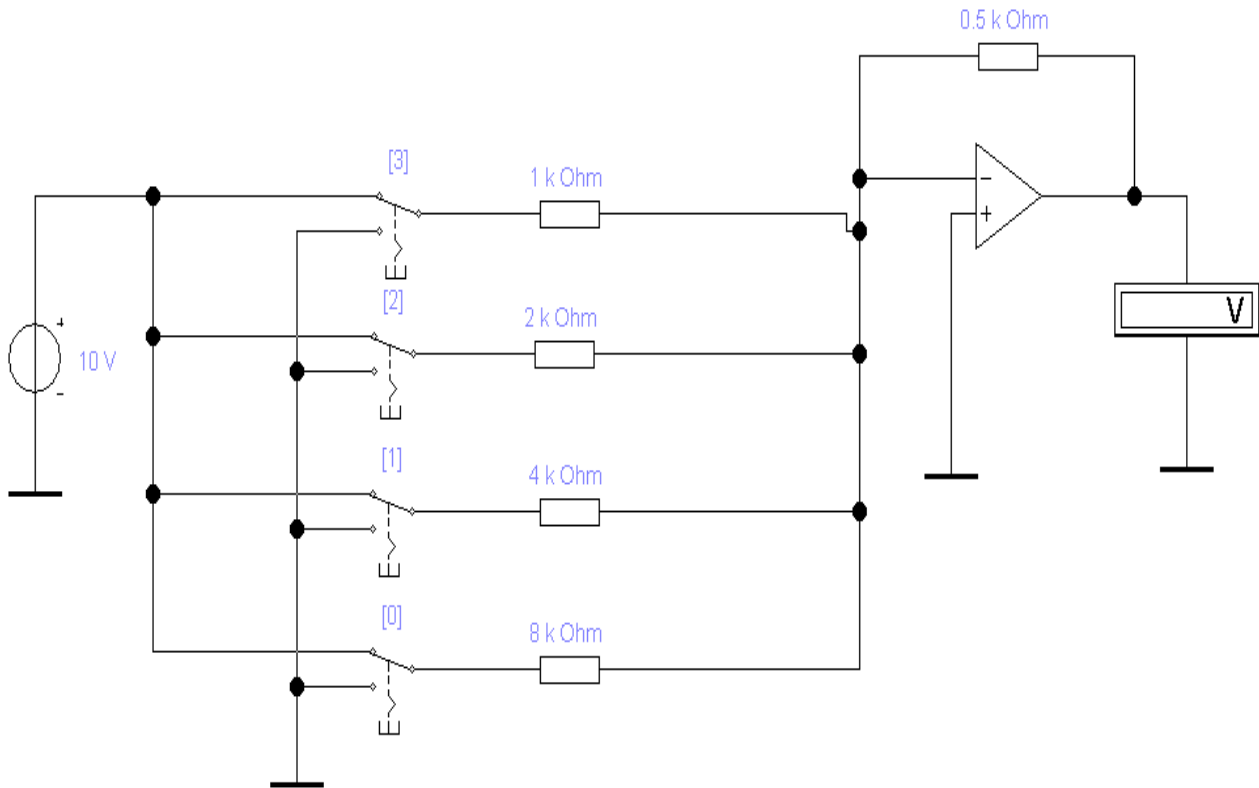 0.5 k Ohm
[3]
1 k Ohm
−
+
[2]
2 k Ohm
+
10 V
−
V
[1]
4 k Ohm
[0]
8 k Ohm